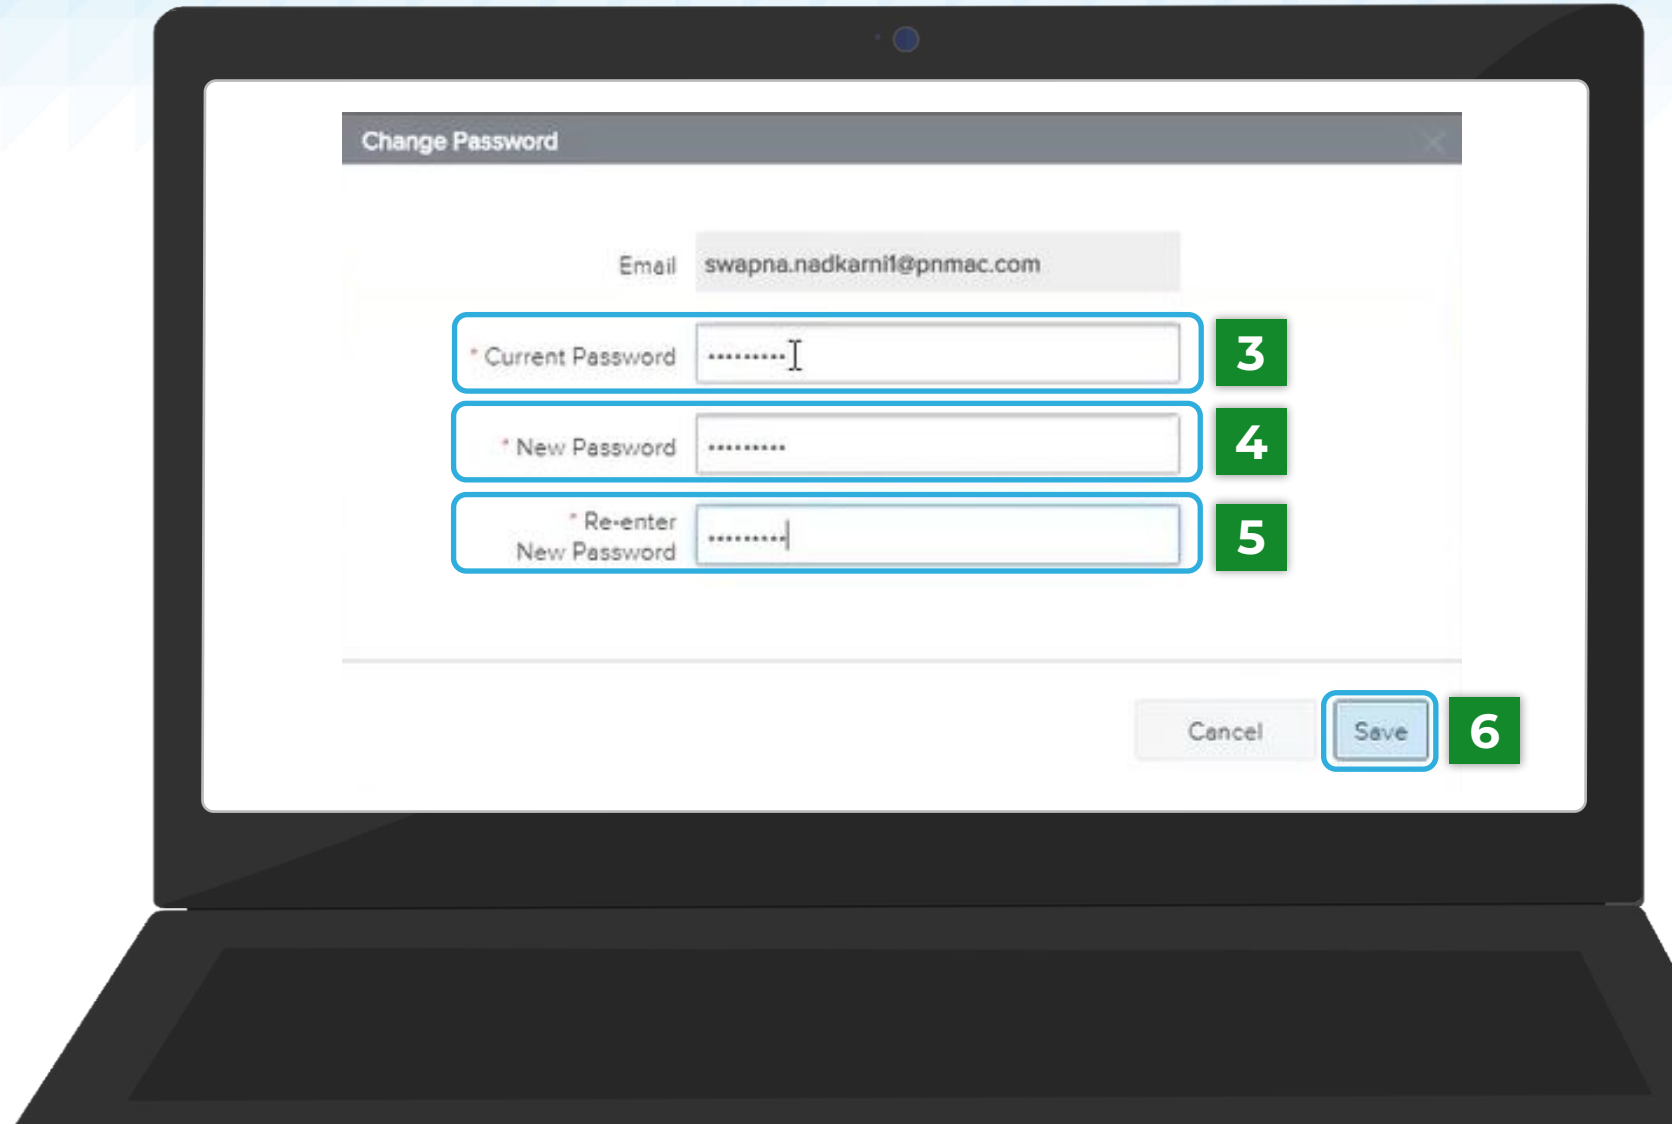 Change Password
Email swapna.nadkarni1@pnmac.com
* Current Password ••••••••• 3
* New Password ••••••••• 4
* Re-enter
New Password ••••••••• 5
Cancel Save 6